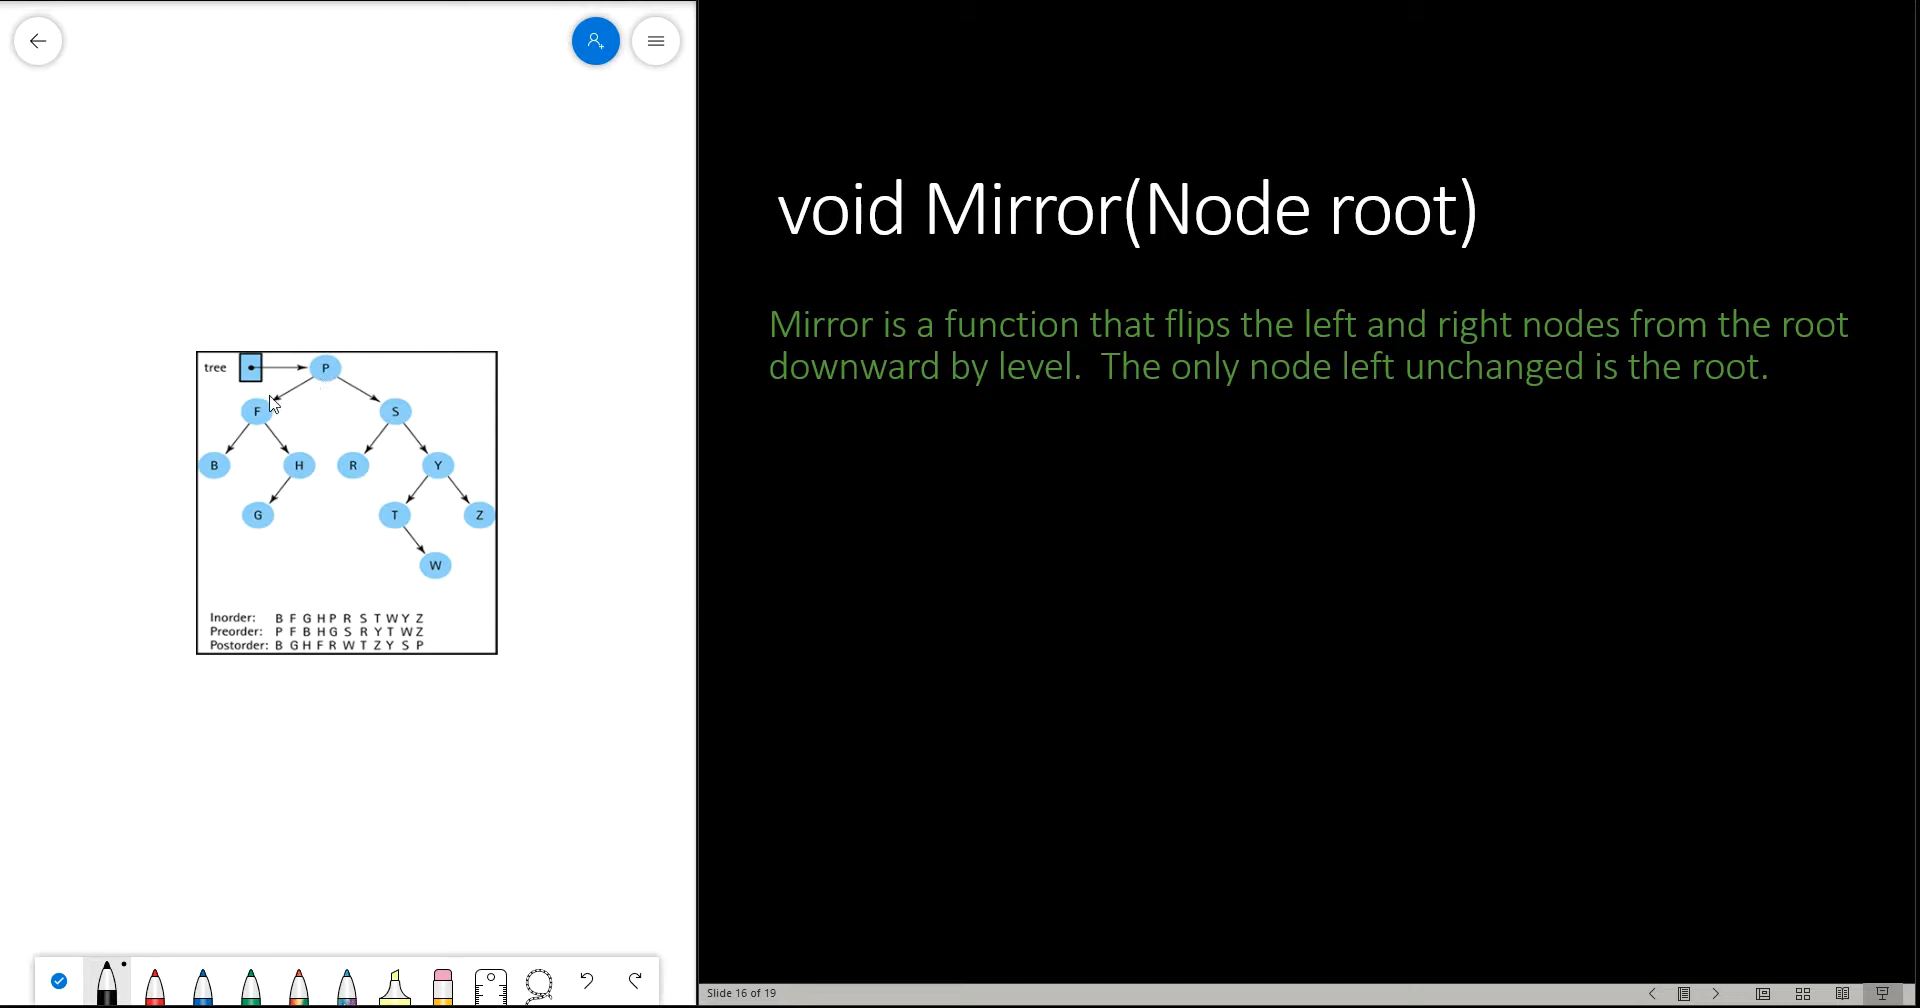 tree
P
F
S
B
H
R
Y
G
T
Z
W
Inorder: B F G H P R S T W Y Z
Preorder: P F B H G S R Y T W Z
Postorder: B G H F R W T Z Y S P
void Mirror(Node root)
Mirror is a function that flips the left and right nodes from the root
downward by level. The only node left unchanged is the root.
Slide 16 of 19